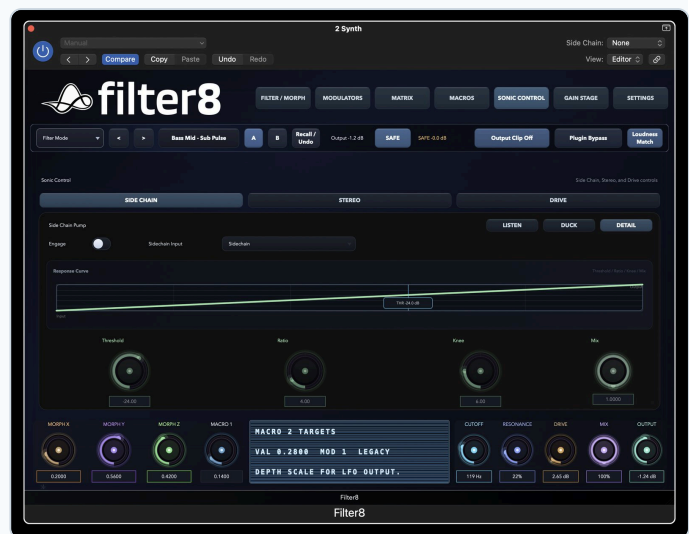 2 Synth
Manual
Side Chain: None
< > Compare Copy Paste Undo Redo
View: Editor
filter8
FILTER / MORPH MODULATORS MATRIX MACROS SONIC CONTROL GAIN STAGE SETTINGS
Filter Mode < > Bass Mid - Sub Pulse A B Recall / Undo Output -1.2 dB SAFE SAFE -0.0 dB Output Clip Off Plugin Bypass Loudness Match
Sonic Control Side Chain, Stereo, and Drive controls
SIDE CHAIN STEREO DRIVE
Side Chain Pump LISTEN DUCK DETAIL
Engage Sidechain Input Sidechain
Response Curve
THR -24.0 dB
Input
Threshold Ratio Knee Mix
-24.00 4.00 6.00 1.2000
MORPH X MORPH Y MORPH Z MACRO 1 CUTOFF RESONANCE DRIVE MIX OUTPUT
MACRO 2 TARGETS
VAL 0.2800 MOD 1 LEGACY
DEPTH SCALE FOR LFO OUTPUT.
0.2000 0.5600 0.4200 0.1400 119 Hz 22% 2.65 dB 100% -1.24 dB
Filter8
Filter8